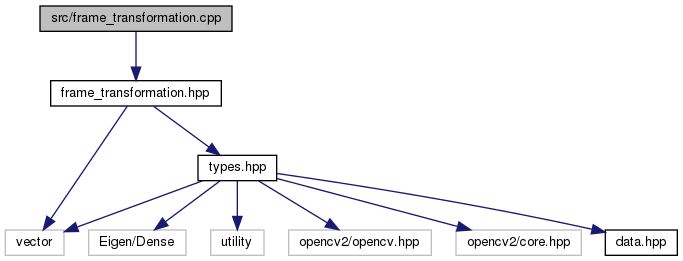 src/frame_transformation.cpp
frame_transformation.hpp
types.hpp
vector
Eigen/Dense
utility
opencv2/opencv.hpp
opencv2/core.hpp
data.hpp